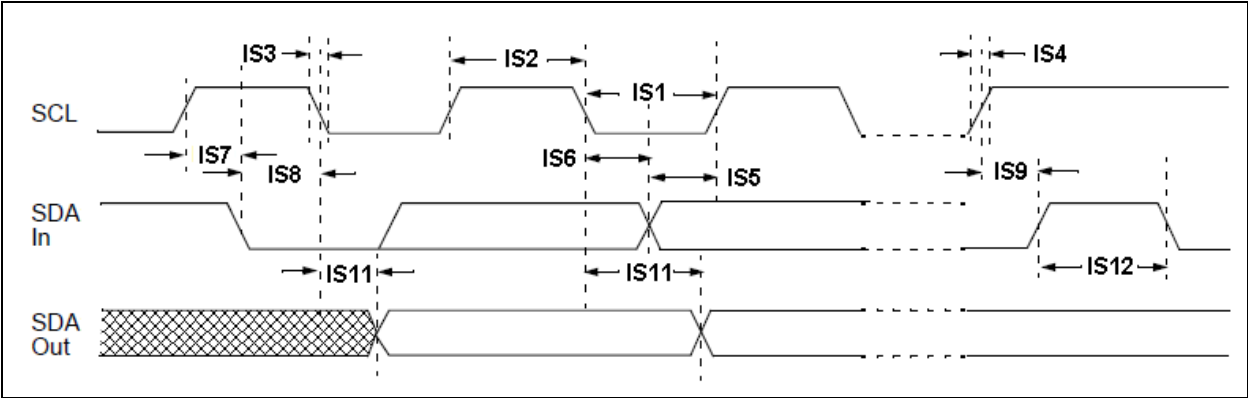 IS3
IS2
IS4
IS1
SCL
IS7
IS8
IS6
IS5
IS9
SDA
In
IS11
IS11
IS12
SDA
Out